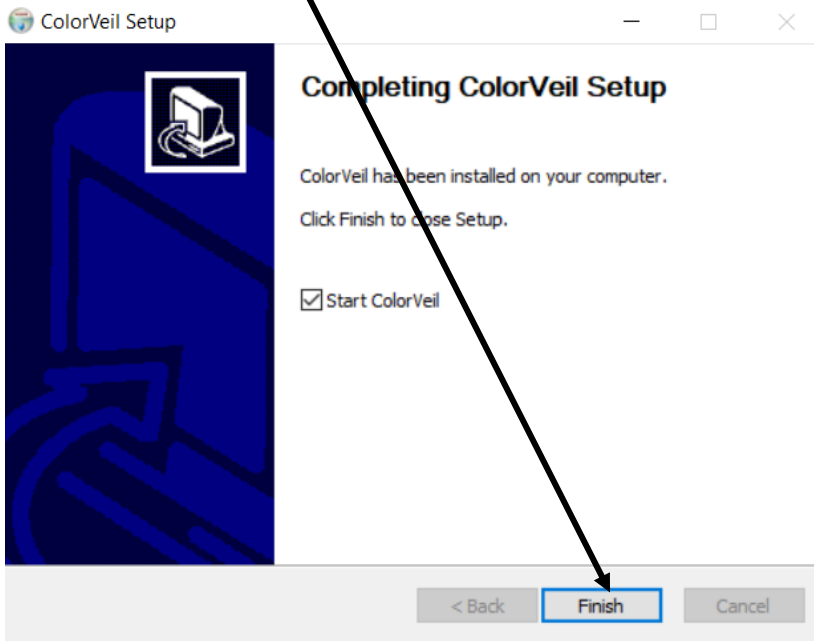 ColorVeil Setup
Completing ColorVeil Setup
ColorVeil has been installed on your computer.
Click Finish to close Setup.
Start ColorVeil
< Back
Finish
Cancel